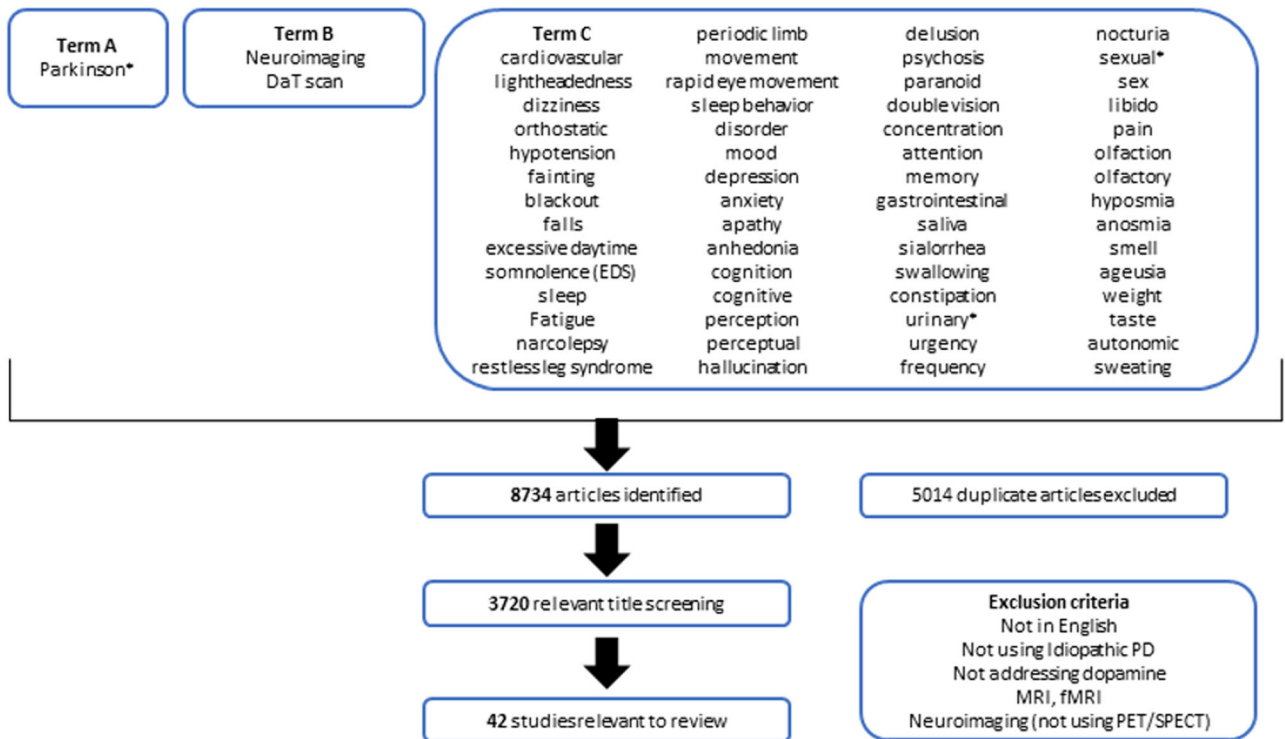 Term A
Parkinson*
Term B
Neuroimaging
DaT scan
Term C
cardiovascular
lightheadedness
dizziness
orthostatic
hypotension
fainting
blackout
falls
excessive daytime
somnolence (EDS)
sleep
Fatigue
narcolepsy
restless leg syndrome
periodic limb
movement
rapid eye movement
sleep behavior
disorder
mood
depression
anxiety
apathy
anhedonia
cognition
cognitive
perception
perceptual
hallucination
delusion
psychosis
paranoid
double vision
concentration
attention
memory
gastrointestinal
saliva
sialorrhea
swallowing
constipation
urinary*
urgency
frequency
nocturia
sexual*
sex
libido
pain
olfaction
olfactory
hyposmia
anosmia
smell
ageusia
weight
taste
autonomic
sweating
8734 articles identified
5014 duplicate articles excluded
3720 relevant title screening
Exclusion criteria
Not in English
Not using Idiopathic PD
Not addressing dopamine
MRI, fMRI
Neuroimaging (not using PET/SPECT)
42 studies relevant to review